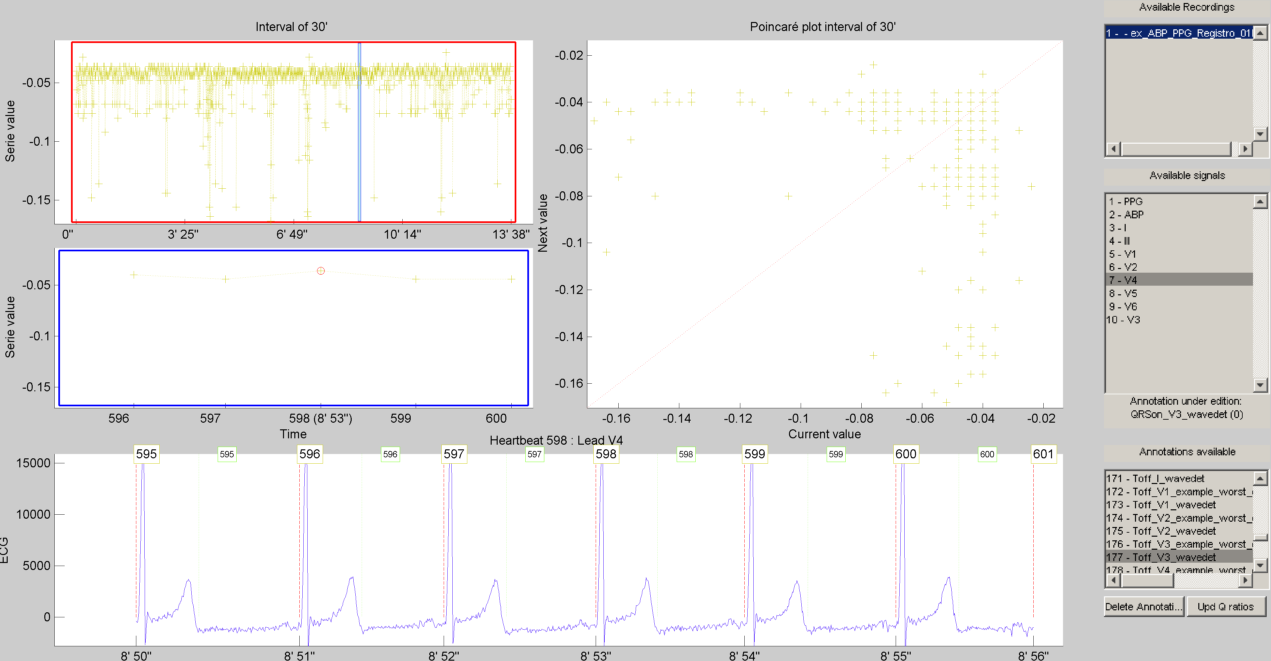 Interval of 30'
Serie value
-0.05
-0.1
-0.15
0"
3' 25"
6' 49"
10' 14"
13' 38"
Serie value
-0.05
-0.1
-0.15
596
597
598 (8' 53")
599
600
Time
Poincaré plot interval of 30'
Next value
-0.02
-0.04
-0.06
-0.08
-0.1
-0.12
-0.14
-0.16
-0.16
-0.14
-0.12
-0.1
-0.08
-0.06
-0.04
-0.02
Current value
Heartbeat 598 : Lead V4
ECG
15000
10000
5000
0
595
595
596
596
597
597
598
598
599
599
600
600
601
8' 50"
8' 51"
8' 52"
8' 53"
8' 54"
8' 55"
8' 56"
Available Recordings
1 - - ex_ABP_PPG_Registro_01
Available signals
1 - PPG
2 - ABP
3 - I
4 - III
5 - V1
6 - V2
7 - V4
8 - V5
9 - V6
10 - V3
Annotation under edition:
QRSon_V3_wavedet (0)
Annotations available
171 - Toff_I_wavedet
172 - Toff_V1_example_worst_
173 - Toff_V1_wavedet
174 - Toff_V2_example_worst_
175 - Toff_V2_wavedet
176 - Toff_V3_example_worst_
177 - Toff_V3_wavedet
178 - Toff_V4_example_worst_
Delete Annotati...
Upd Q ratios